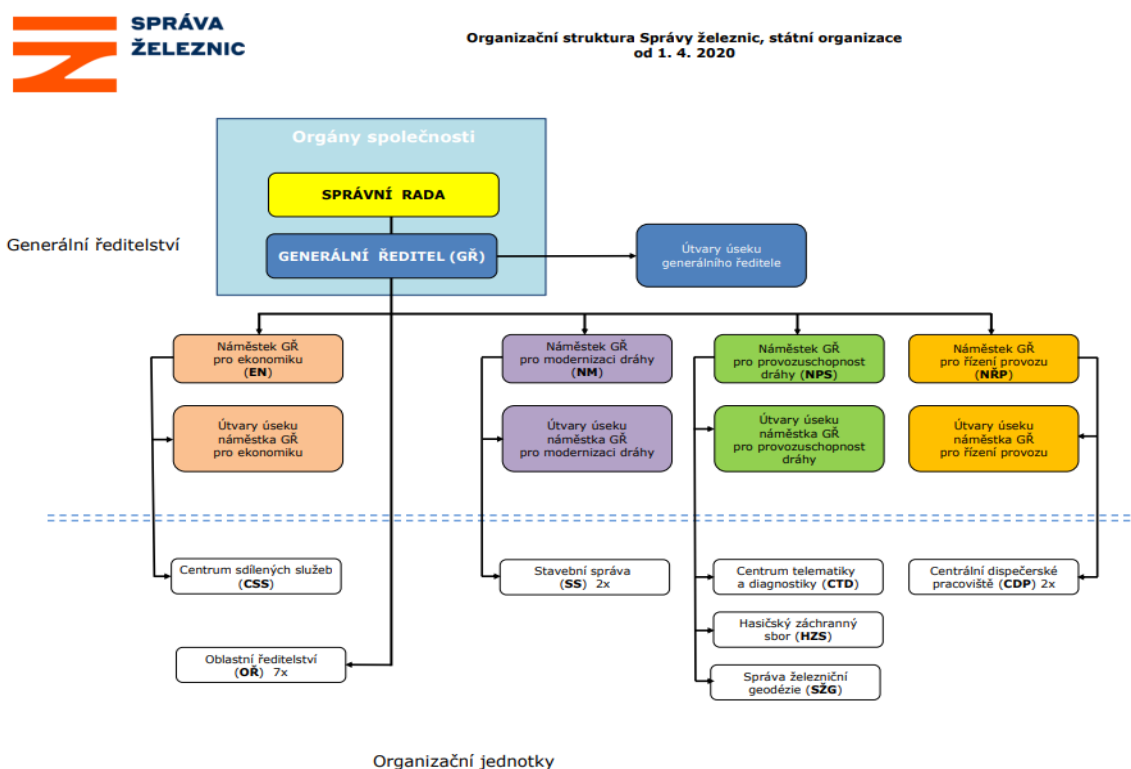 SPRÁVA
ŽELEZNIC
Organizační struktura Správy železnic, státní organizace
od 1. 4. 2020
Orgány společnosti
SPRÁVNÍ RADA
Generální ředitelství
GENERÁLNÍ ŘEDITEL (GŘ)
Útvary úseku
generálního ředitele
Náměstek GŘ
pro ekonomiku
(EN)
Náměstek GŘ
pro modernizaci dráhy
(NM)
Náměstek GŘ
pro provozuschopnost
dráhy (NPS)
Náměstek GŘ
pro řízení provozu
(NŘP)
Útvary úseku
náměstka GŘ
pro ekonomiku
Útvary úseku
náměstka GŘ
pro modernizaci dráhy
Útvary úseku
náměstka GŘ
pro provozuschopnost
dráhy
Útvary úseku
náměstka GŘ
pro řízení provozu
Centrum sdílených služeb
(CSS)
Stavební správa
(SS) 2x
Centrum telematiky
a diagnostiky (CTD)
Centrální dispečerské
pracoviště (CDP) 2x
Hasičský záchranný
sbor (HZS)
Oblastní ředitelství
(OŘ) 7x
Správa železniční
geodézie (SŽG)
Organizační jednotky